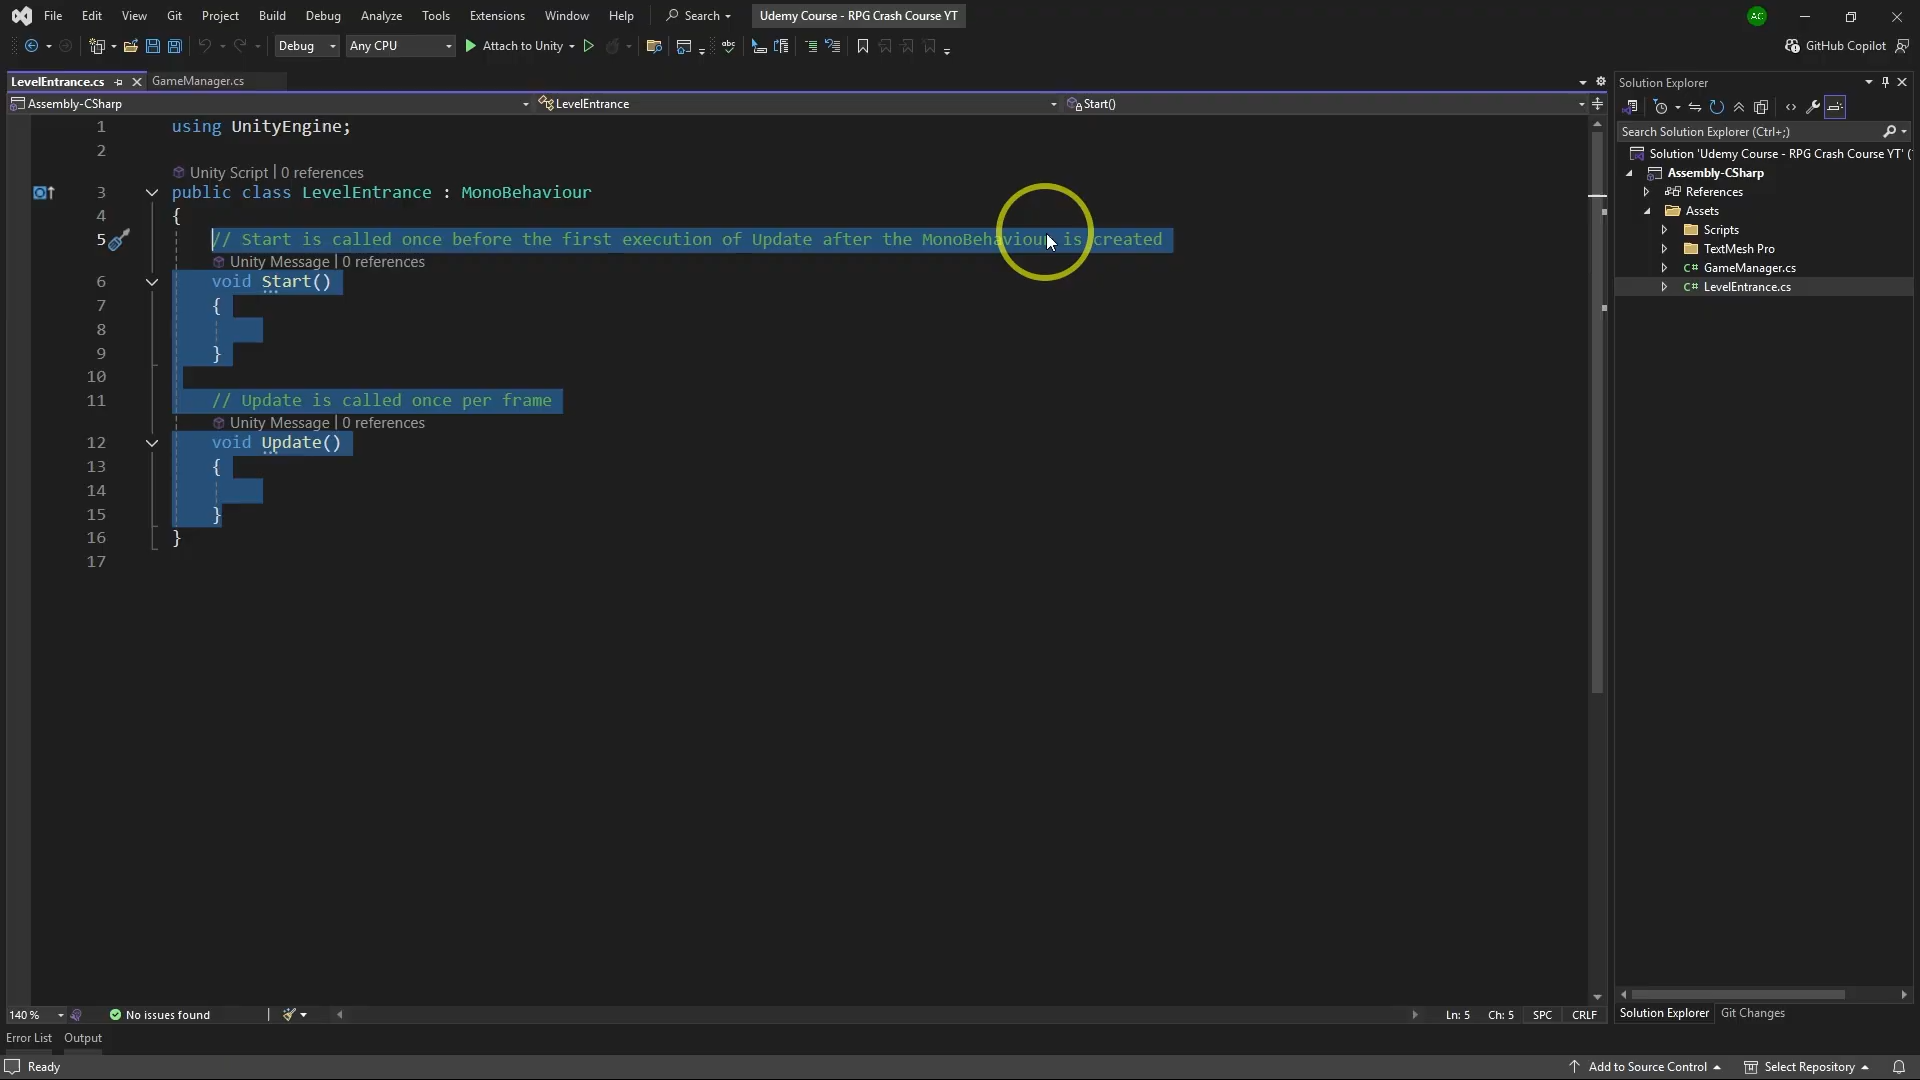 File Edit View Git Project Build Debug Analyze Tools Extensions Window Help Search Udemy Course - RPG Crash Course YT AC
Debug Any CPU Attach to Unity abc GitHub Copilot
LevelEntrance.cs GameManager.cs
Assembly-CSharp LevelEntrance Start()
1 using UnityEngine;
2
Unity Script | 0 references
3 public class LevelEntrance : MonoBehaviour
4 {
5 // Start is called once before the first execution of Update after the MonoBehaviour is created
Unity Message | 0 references
6 void Start()
7 {
8
9 }
10
11 // Update is called once per frame
Unity Message | 0 references
12 void Update()
13 {
14
15 }
16 }
17
140 % No issues found Ln: 5 Ch: 5 SPC CRLF
Error List Output
Ready Add to Source Control Select Repository
Solution Explorer
Search Solution Explorer (Ctrl+;)
Solution 'Udemy Course - RPG Crash Course YT' (
Assembly-CSharp
References
Assets
Scripts
TextMesh Pro
C# GameManager.cs
C# LevelEntrance.cs
Solution Explorer Git Changes